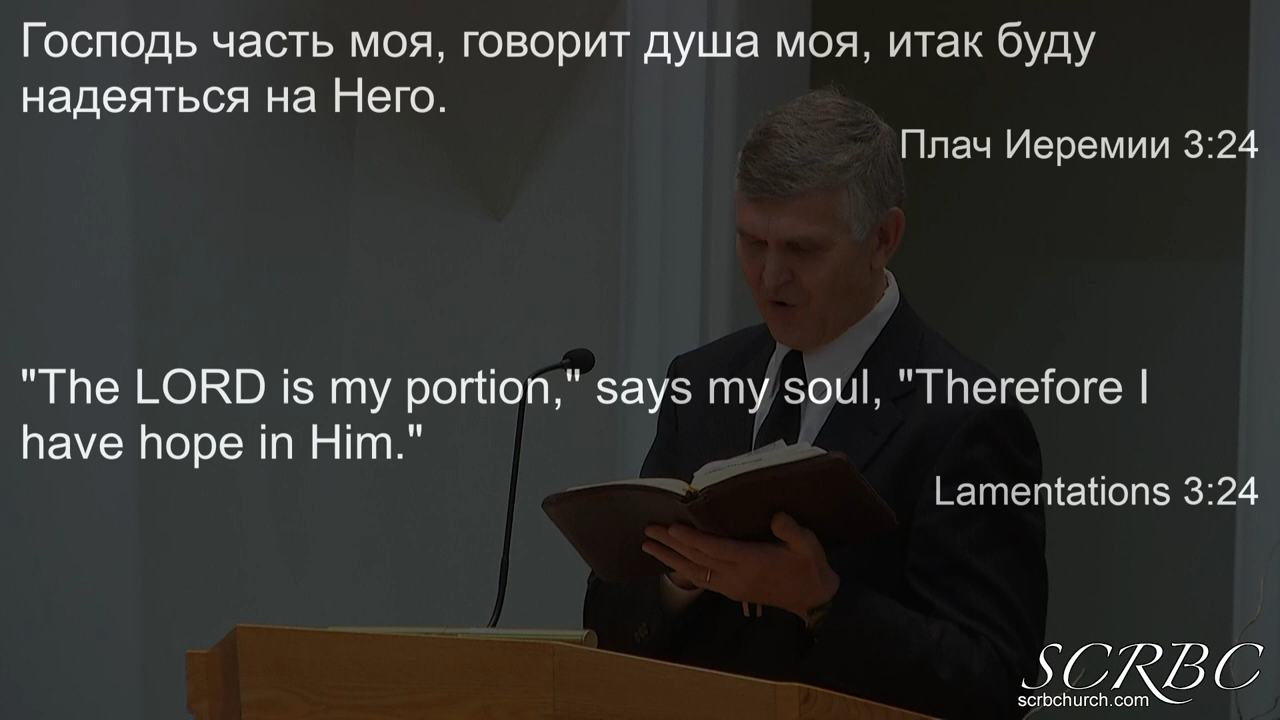 Господь часть моя, говорит душа моя, итак буду
надеяться на Него.
Плач Иеремии 3:24
"The LORD is my portion," says my soul, "Therefore I
have hope in Him."
Lamentations 3:24
SCRBC
scrbchurch.com